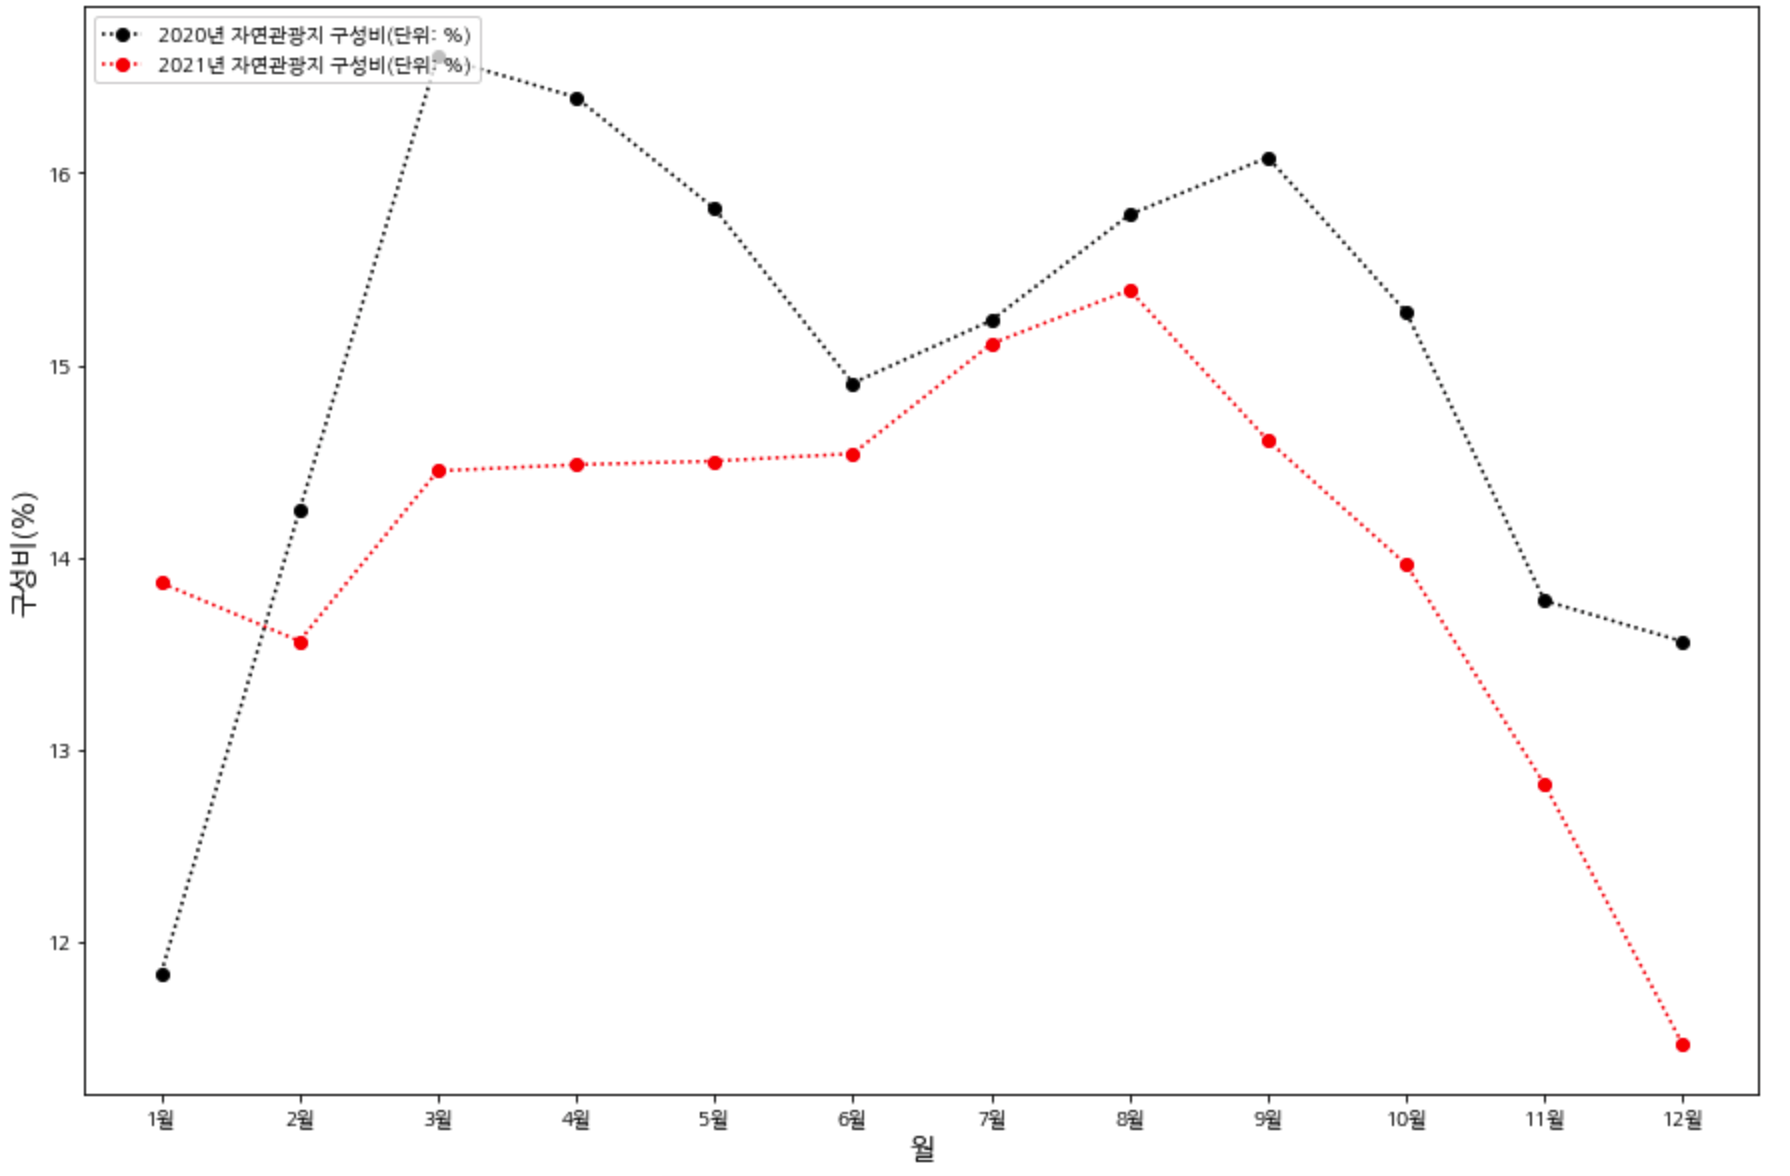 2020년 자연관광지 구성비(단위: %)
2021년 자연관광지 구성비(단위: %)
구성비(%)
16
15
14
13
12
1월 2월 3월 4월 5월 6월 7월 8월 9월 10월 11월 12월
월